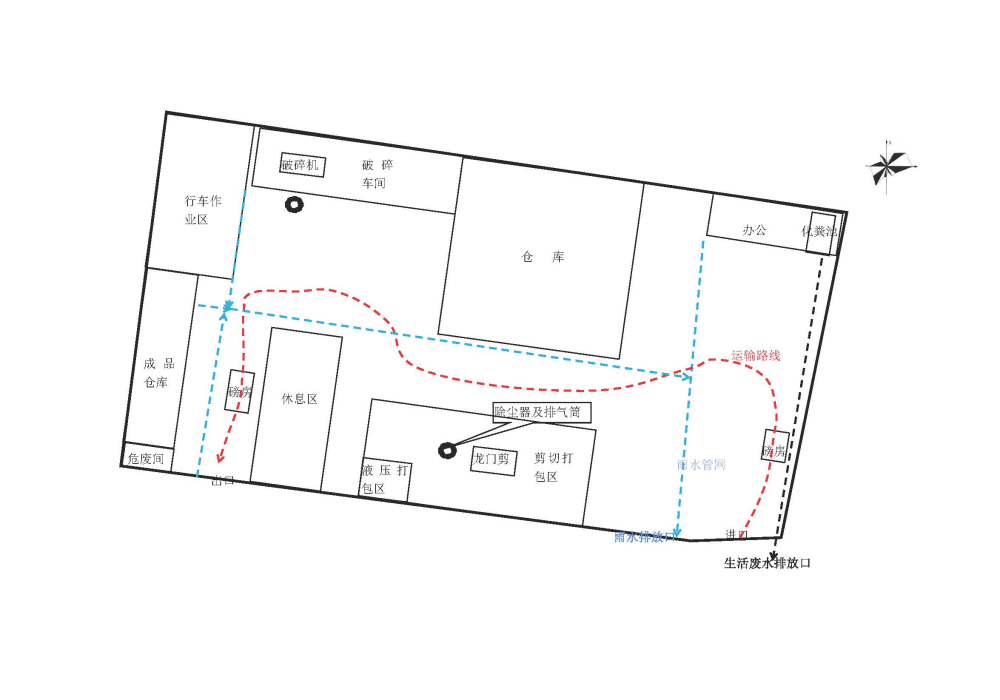 破碎机
破 碎
车间
行车作
业区
办公
化粪池
仓 库
运输路线
成 品
仓库
磅房
休息区
除尘器及排气筒
危废间
液 压 打
包区
龙门剪
剪切打
包区
磅房
雨水管网
出口
雨水排放口
进口
生活废水排放口